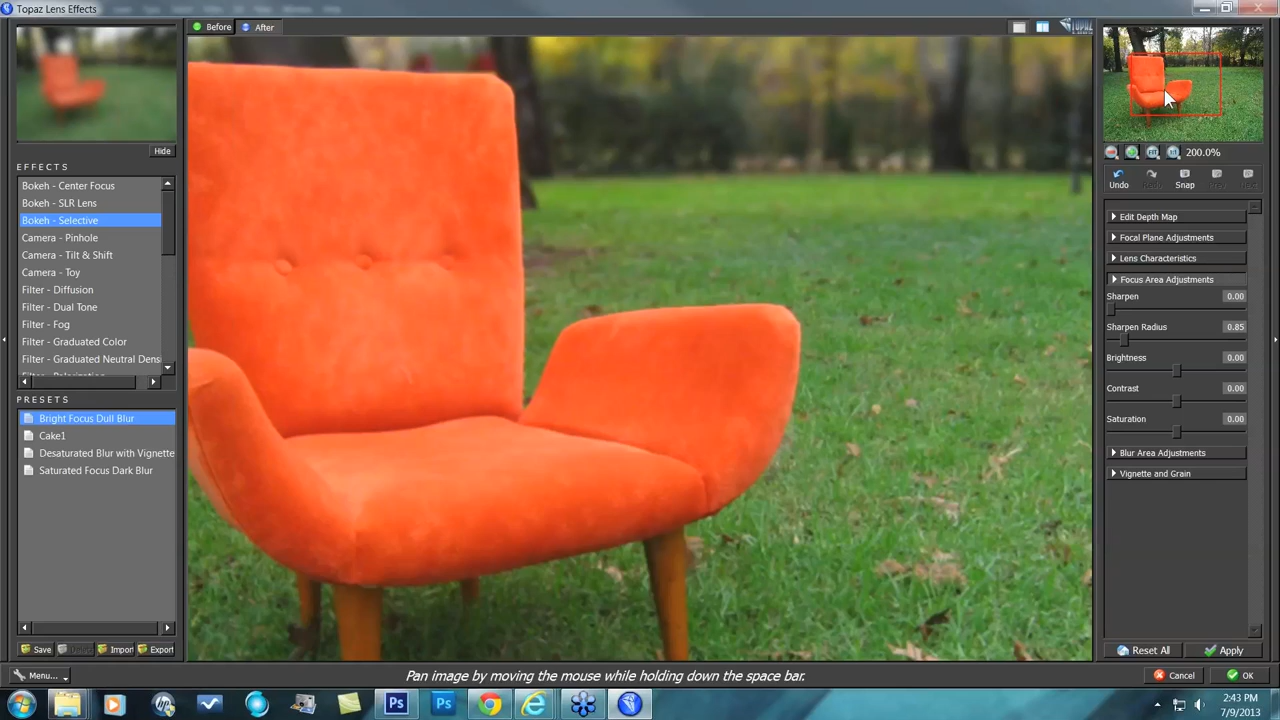 Topaz Lens Effects
Before
After
TOPAZ LABS
Hide
EFFECTS
Bokeh - Center Focus
Bokeh - SLR Lens
Bokeh - Selective
Camera - Pinhole
Camera - Tilt & Shift
Camera - Toy
Filter - Diffusion
Filter - Dual Tone
Filter - Fog
Filter - Graduated Color
Filter - Graduated Neutral Dens
PRESETS
Bright Focus Dull Blur
Cake1
Desaturated Blur with Vignette
Saturated Focus Dark Blur
Save
Import
Export
Menu...
200.0%
Undo
Redo
Snap
Edit Depth Map
Focal Plane Adjustments
Lens Characteristics
Focus Area Adjustments
Sharpen 0.00
Sharpen Radius 0.85
Brightness 0.00
Contrast 0.00
Saturation 0.00
Blur Area Adjustments
Vignette and Grain
Reset All
Apply
Pan image by moving the mouse while holding down the space bar.
Cancel
OK
Ps
Ps
2:43 PM
7/9/2013